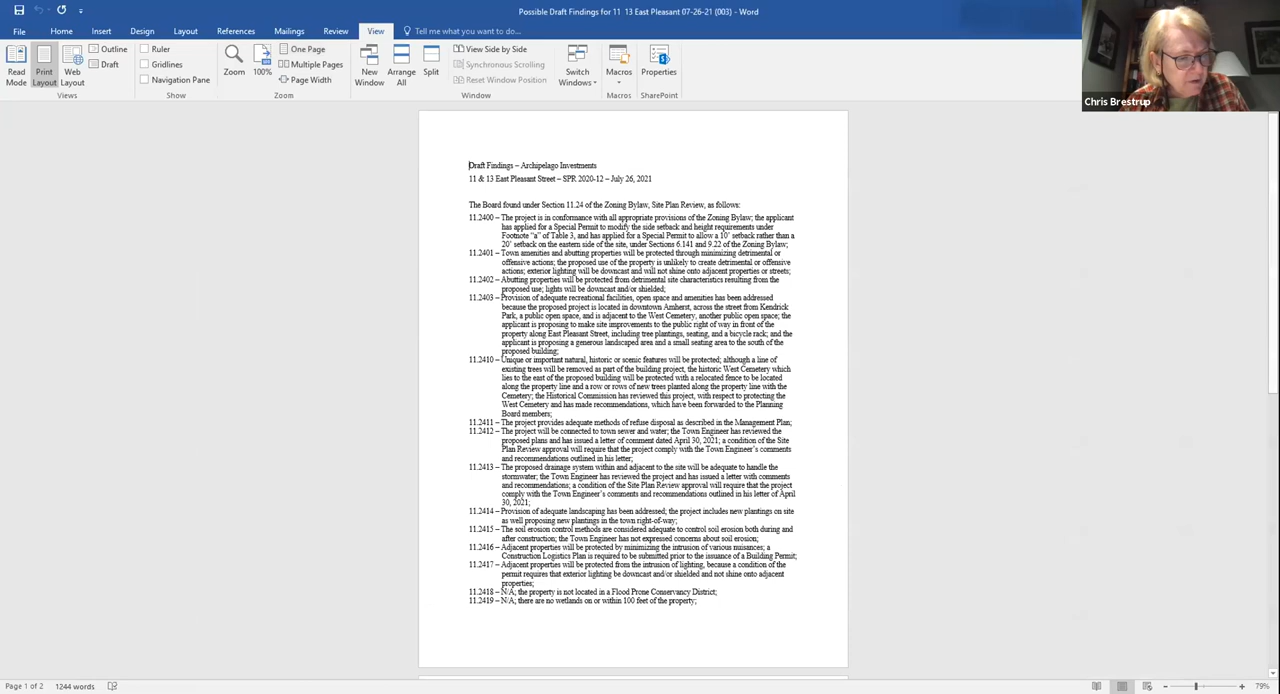 Possible Draft Findings for 11 13 East Pleasant 07-26-21 (003) - Word
File Home Insert Design Layout References Mailings Review View Tell me what you want to do...
Read Mode Print Layout Web Layout Outline Draft
Views
Ruler
Gridlines
Navigation Pane
Show
Zoom 100% One Page
Multiple Pages
Page Width
Zoom
New Window Arrange All Split View Side by Side
Synchronous Scrolling
Reset Window Position
Window
Switch Windows
Macros
Macros
Properties
SharePoint
Chris Brestrup
Draft Findings – Archipelago Investments
11 & 13 East Pleasant Street – SPR 2020-12 – July 26, 2021
The Board found under Section 11.24 of the Zoning Bylaw, Site Plan Review, as follows:
11.2400 – The project is in conformance with all appropriate provisions of the Zoning Bylaw; the applicant
has applied for a Special Permit to modify the side setback and height requirements under
Footnote "a" of Table 3, and has applied for a Special Permit to allow a 10' setback rather than a
20' setback on the eastern side of the site, under Sections 6.141 and 9.22 of the Zoning Bylaw;
11.2401 – Town amenities and abutting properties will be protected through minimizing detrimental or
offensive actions; the proposed use of the property is unlikely to create detrimental or offensive
actions; exterior lighting will be downcast and will not shine onto adjacent properties or streets;
11.2402 – Abutting properties will be protected from detrimental site characteristics resulting from the
proposed use; lights will be downcast and/or shielded;
11.2403 – Provision of adequate recreational facilities, open space and amenities has been addressed
because the proposed project is located in downtown Amherst, across the street from Kendrick
Park, a public open space, and is adjacent to the West Cemetery, another public open space; the
applicant is proposing to make site improvements to the public right of way in front of the
property along East Pleasant Street, including tree plantings, seating, and a bicycle rack; and the
applicant is proposing a generous landscaped area and a small seating area to the south of the
proposed building;
11.2410 – Unique or important natural, historic or scenic features will be protected; although a line of
existing trees will be removed as part of the building project, the historic West Cemetery which
lies to the east of the proposed building will be protected with a relocated fence to be located
along the property line and a row or rows of new trees planted along the property line with the
Cemetery; the Historical Commission has reviewed this project, with respect to protecting the
West Cemetery and has made recommendations, which have been forwarded to the Planning
Board members;
11.2411 – The project provides adequate methods of refuse disposal as described in the Management Plan;
11.2412 – The project will be connected to town sewer and water; the Town Engineer has reviewed the
proposed plans and has issued a letter of comment dated April 30, 2021; a condition of the Site
Plan Review approval will require that the project comply with the Town Engineer's comments
and recommendations outlined in his letter;
11.2413 – The proposed drainage system within and adjacent to the site will be adequate to handle the
stormwater; the Town Engineer has reviewed the project and has issued a letter with comments
and recommendations; a condition of the Site Plan Review approval will require that the project
comply with the Town Engineer's comments and recommendations outlined in his letter of April
30, 2021;
11.2414 – Provision of adequate landscaping has been addressed; the project includes new plantings on site
as well proposing new plantings in the town right-of-way;
11.2415 – The soil erosion control methods are considered adequate to control soil erosion both during and
after construction; the Town Engineer has not expressed concerns about soil erosion;
11.2416 – Adjacent properties will be protected by minimizing the intrusion of various nuisances; a
Construction Logistics Plan is required to be submitted prior to the issuance of a Building Permit;
11.2417 – Adjacent properties will be protected from the intrusion of lighting, because a condition of the
permit requires that exterior lighting be downcast and/or shielded and not shine onto adjacent
properties;
11.2418 – N/A; the property is not located in a Flood Prone Conservancy District;
11.2419 – N/A; there are no wetlands on or within 100 feet of the property;
Page 1 of 2 1244 words 79%